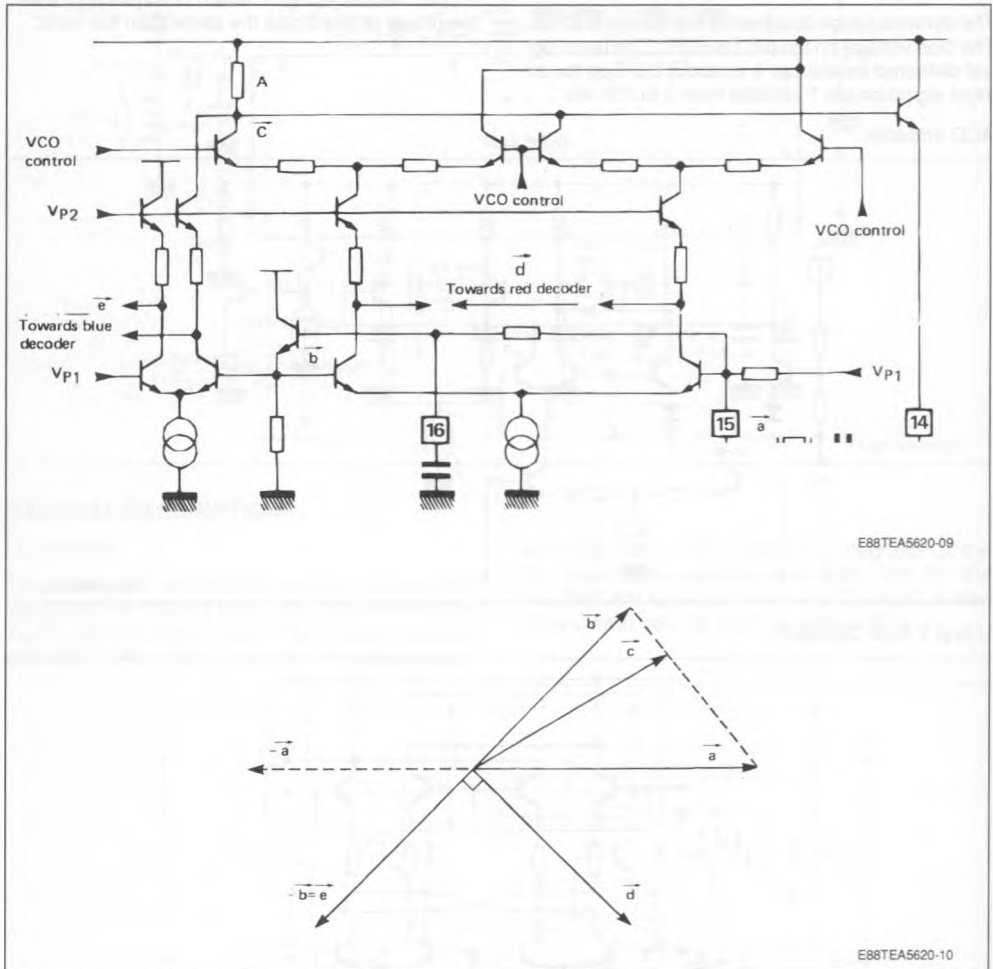 A
c
VCO
control
VCO control
VCO control
VP2
d
e
Towards red decoder
Towards blue
decoder
b
VP1
VP1
16
15
a
14
E88TEA5620-09
b
c
- a
a
- b= e
d
E88TEA5620-10